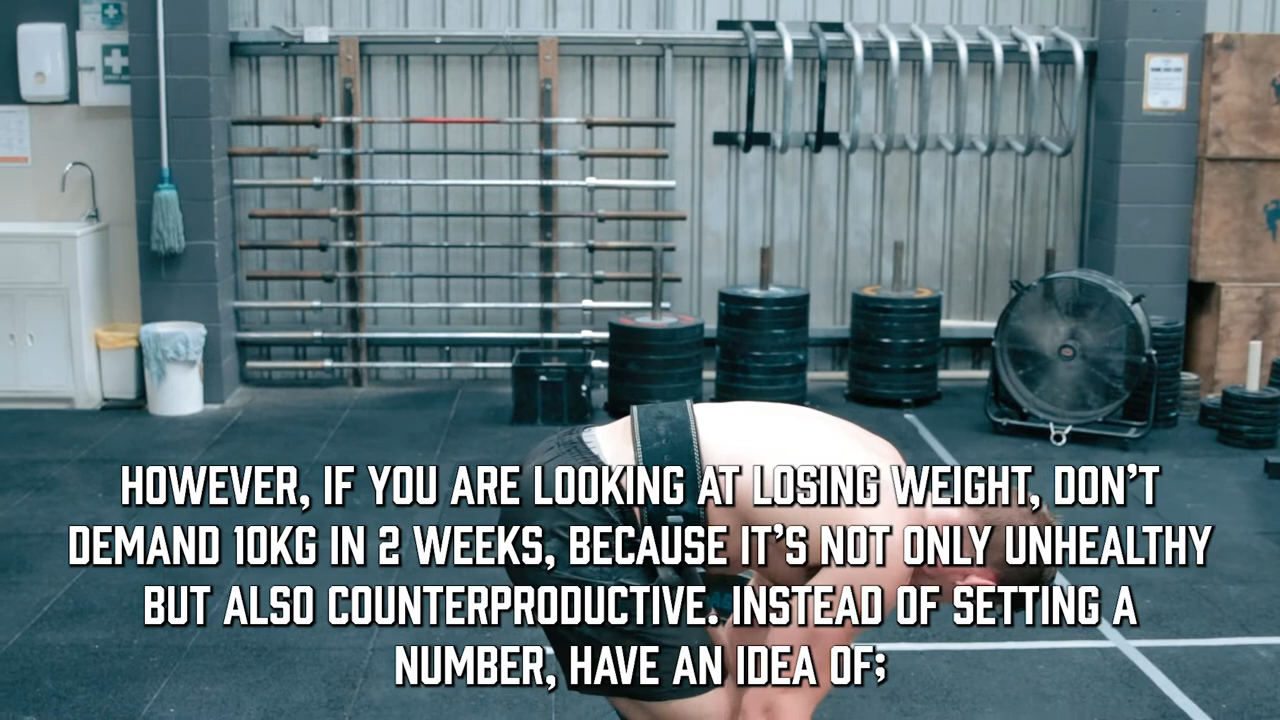 HOWEVER, IF YOU ARE LOOKING AT LOSING WEIGHT, DON'T
DEMAND 10KG IN 2 WEEKS, BECAUSE IT'S NOT ONLY UNHEALTHY
BUT ALSO COUNTERPRODUCTIVE. INSTEAD OF SETTING A
NUMBER, HAVE AN IDEA OF;